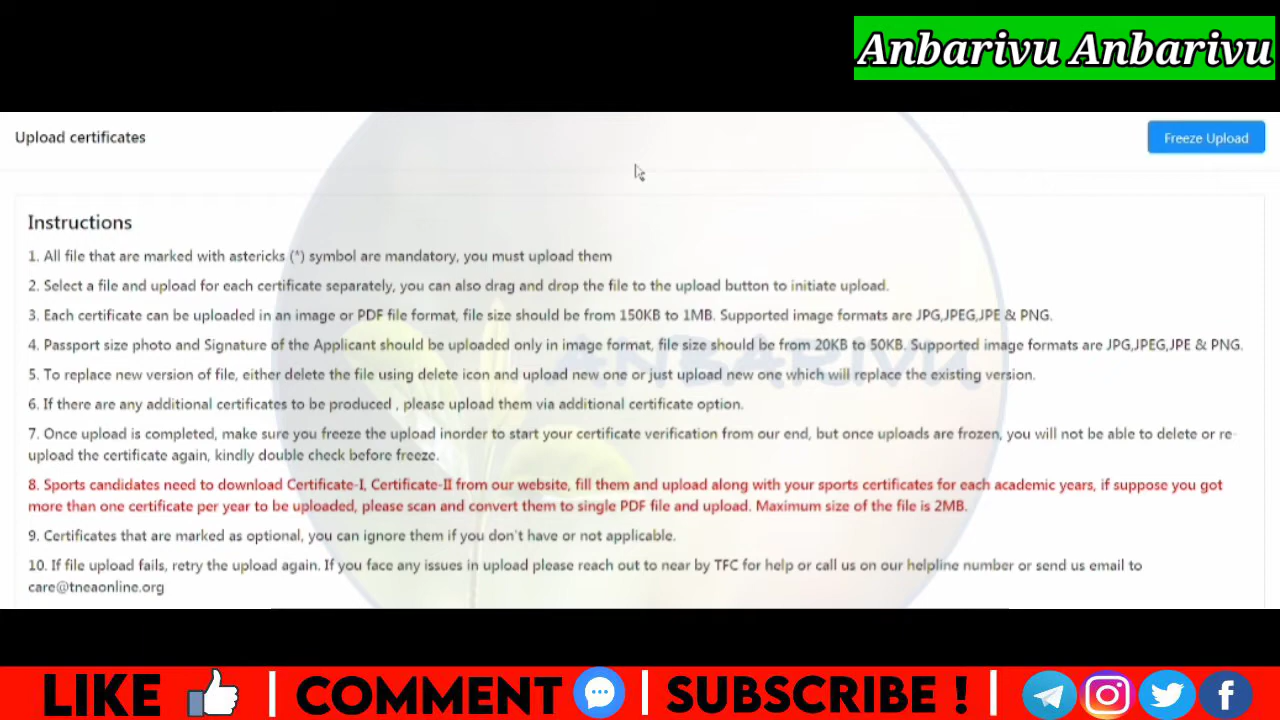 Anbarivu Anbarivu
Upload certificates
Freeze Upload
Instructions
1. All file that are marked with astericks (*) symbol are mandatory, you must upload them
2. Select a file and upload for each certificate separately, you can also drag and drop the file to the upload button to initiate upload.
3. Each certificate can be uploaded in an image or PDF file format, file size should be from 150KB to 1MB. Supported image formats are JPG,JPEG,JPE & PNG.
4. Passport size photo and Signature of the Applicant should be uploaded only in image format, file size should be from 20KB to 50KB. Supported image formats are JPG,JPEG,JPE & PNG.
5. To replace new version of file, either delete the file using delete icon and upload new one or just upload new one which will replace the existing version.
6. If there are any additional certificates to be produced , please upload them via additional certificate option.
7. Once upload is completed, make sure you freeze the upload inorder to start your certificate verification from our end, but once uploads are frozen, you will not be able to delete or re-
upload the certificate again, kindly double check before freeze.
8. Sports candidates need to download Certificate-I, Certificate-II from our website, fill them and upload along with your sports certificates for each academic years, if suppose you got
more than one certificate per year to be uploaded, please scan and convert them to single PDF file and upload. Maximum size of the file is 2MB.
9. Certificates that are marked as optional, you can ignore them if you don't have or not applicable.
10. If file upload fails, retry the upload again. If you face any issues in upload please reach out to near by TFC for help or call us on our helpline number or send us email to
care@tneaonline.org
LIKE | COMMENT | SUBSCRIBE ! |